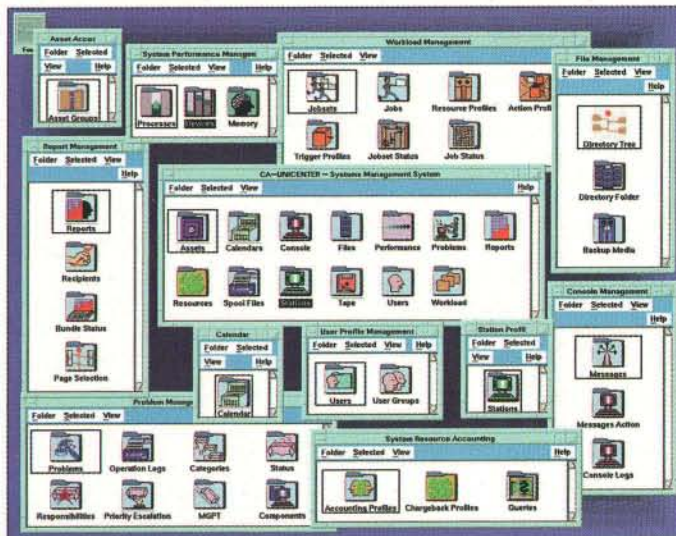 Asset Acces
Folder Selected
View Help
Asset Groups
System Performance Managem
Folder Selected
View Help
Processes Devices Memory
Workload Management
Folder Selected View Help
Jobsets Jobs Resource Profiles Action Profi
Trigger Profiles Jobset Status Job Status
File Management
Folder Selected View
Help
Directory Tree
Directory Folder
Backup Media
Report Management
Folder Selected View
Help
Reports
Recipients
Bundle Status
Page Selection
CA-UNICENTER -- Systems Management System
Folder Selected View Help
Assets Calendars Console Files Performance Problems Reports
Resources Spool Files Stations Tape Users Workload
Calendar
Folder Selected
View Help
Calendar
User Profile Management
Folder Selected View Help
Users User Groups
Station Profil
Folder Selected
View Help
Stations
Console Management
Folder Selected View
Help
Messages
Messages Action
Console Logs
Problem Manag
Folder Selected View
Problems Operation Logs Categories Status
Responsibilities Priority Escalation MGPT Components
System Resource Accounting
Folder Selected View Help
Accounting Profiles Chargeback Profiles Queries